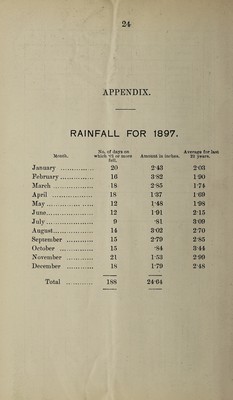 24
APPENDIX.
RAINFALL FOR 1897.
Month. No. of days on which ·01 or more fell. Amount in inches. Average for last 21 years.
January ............... 20 2·43 2·03
February ............... 16 3·82 1 90
March .................. 18 2·85 1·74
April .................. 18 1·37 1·69
May ..................... 12 1·48 1·98
June..................... 12 1·91 2·15
July ..................... 9 ·81 3·09
August.................. 14 3·02 2·70
September ............ 15 2·79 2·85
October ............... 15 ·84 3·44
November ............ 21 1·53 2·99
December ............ 18 1·79 2·48
Total ............ 188 24·64